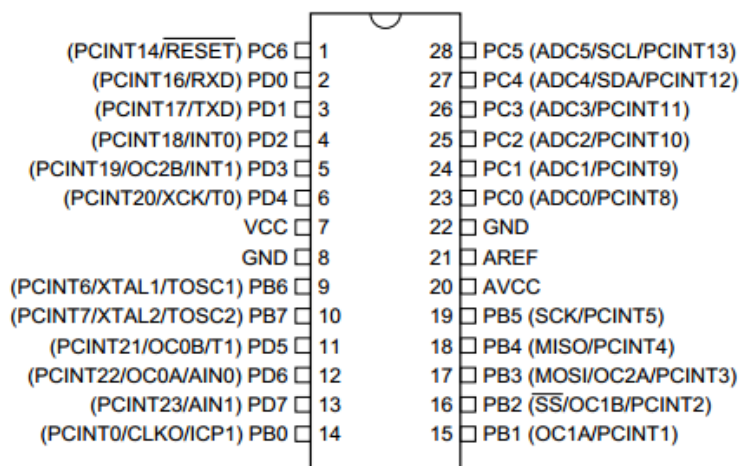 (PCINT14/RESET) PC6 1 28 PC5 (ADC5/SCL/PCINT13)
(PCINT16/RXD) PD0 2 27 PC4 (ADC4/SDA/PCINT12)
(PCINT17/TXD) PD1 3 26 PC3 (ADC3/PCINT11)
(PCINT18/INT0) PD2 4 25 PC2 (ADC2/PCINT10)
(PCINT19/OC2B/INT1) PD3 5 24 PC1 (ADC1/PCINT9)
(PCINT20/XCK/T0) PD4 6 23 PC0 (ADC0/PCINT8)
VCC 7 22 GND
GND 8 21 AREF
(PCINT6/XTAL1/TOSC1) PB6 9 20 AVCC
(PCINT7/XTAL2/TOSC2) PB7 10 19 PB5 (SCK/PCINT5)
(PCINT21/OC0B/T1) PD5 11 18 PB4 (MISO/PCINT4)
(PCINT22/OC0A/AIN0) PD6 12 17 PB3 (MOSI/OC2A/PCINT3)
(PCINT23/AIN1) PD7 13 16 PB2 (SS/OC1B/PCINT2)
(PCINT0/CLKO/ICP1) PB0 14 15 PB1 (OC1A/PCINT1)